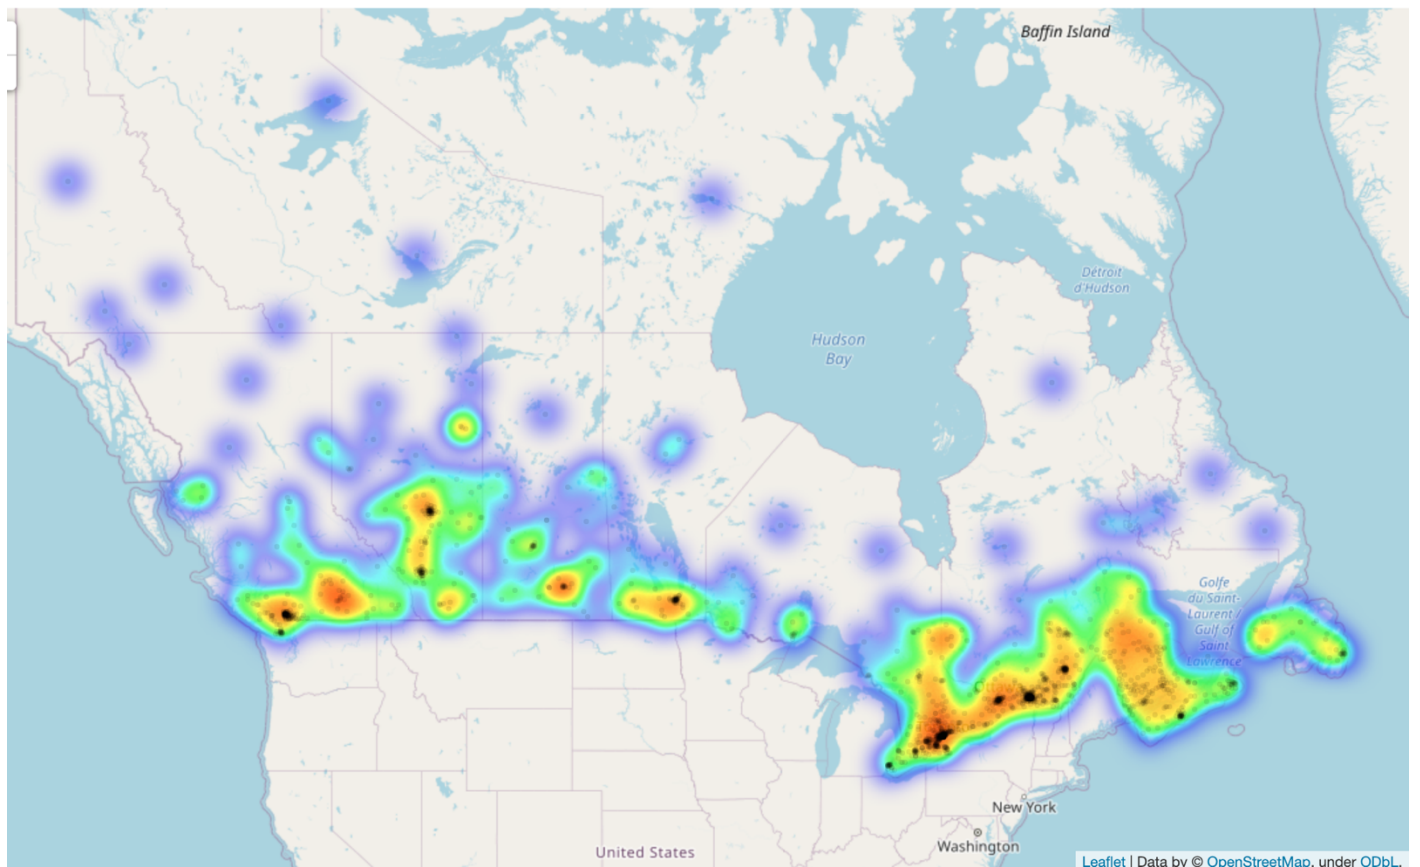 Baffin Island
Détroit
d'Hudson
Hudson
Bay
Golfe
du Saint-
Laurent /
Gulf of
Saint
Lawrence
New York
Washington
United States
Leaflet | Data by © OpenStreetMap, under ODbL.